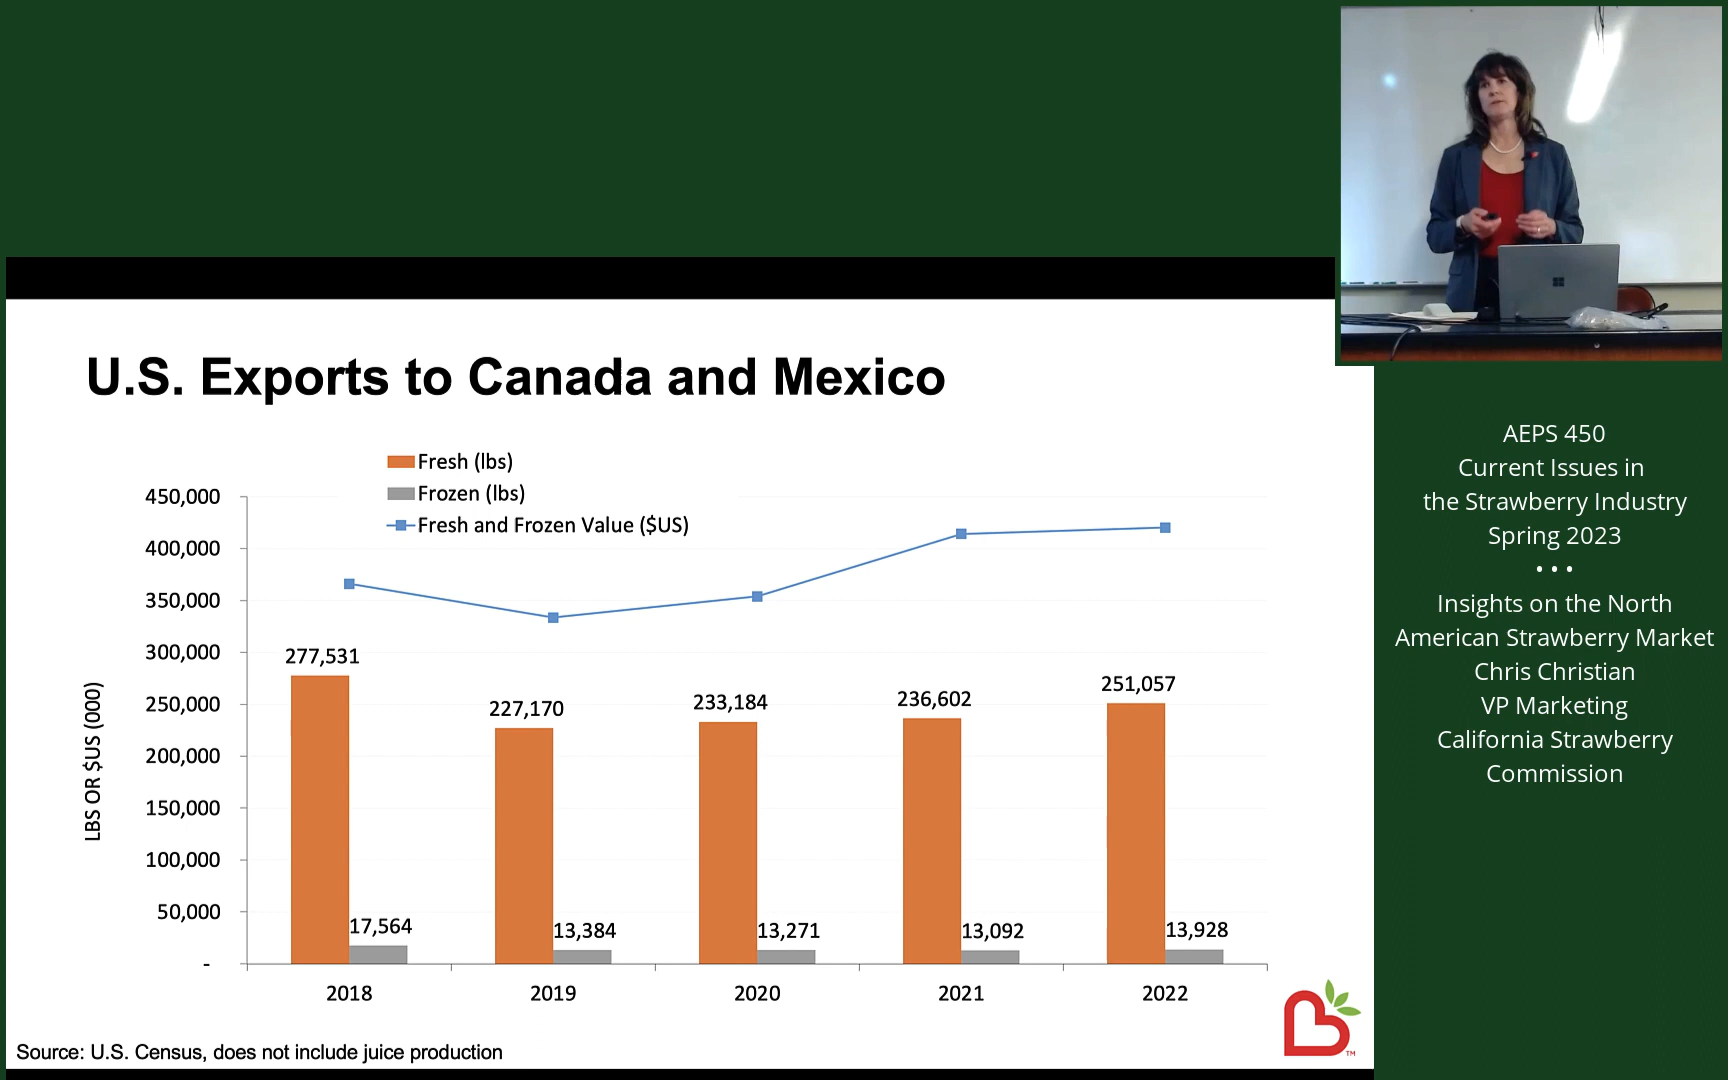 U.S. Exports to Canada and Mexico
Fresh (lbs)
Frozen (lbs)
Fresh and Frozen Value ($US)
450,000
400,000
350,000
300,000
250,000
200,000
150,000
100,000
50,000
-
LBS OR $US (000)
277,531
227,170
233,184
236,602
251,057
17,564
13,384
13,271
13,092
13,928
2018
2019
2020
2021
2022
Source: U.S. Census, does not include juice production
TM
AEPS 450
Current Issues in
the Strawberry Industry
Spring 2023
• • •
Insights on the North
American Strawberry Market
Chris Christian
VP Marketing
California Strawberry
Commission